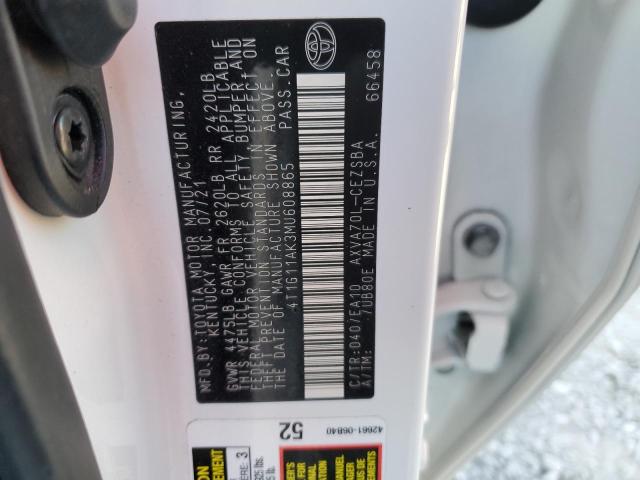 MFD.BY:TOYOTA MOTOR MANUFACTURING,
KENTUCKY, INC. 07/21
GVWR 4475LB GAWR FR 2620LB RR 2420LB
THIS VEHICLE CONFORMS TO ALL APPLICABLE
FEDERAL MOTOR VEHICLE SAFETY, BUMPER, AND
THEFT PREVENTION STANDARDS IN EFFECT ON
THE DATE OF MANUFACTURE SHOWN ABOVE.
4T1G11AK3MU608865 PASS.CAR
C/TR:040/EA10 AXVA70L-CEZSBA
A/TM: 7UB80E MADE IN U.S.A. 66458
52
42661-06B40